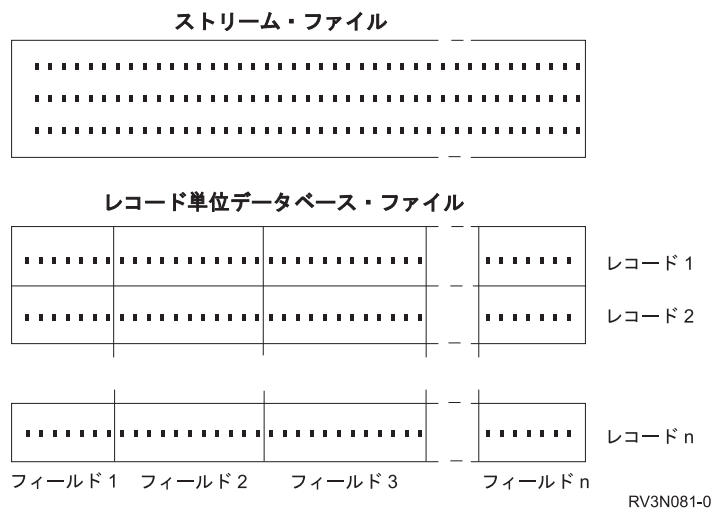 ストリーム・ファイル
レコード単位データベース・ファイル
レコード 1
レコード 2
レコード n
フィールド 1 フィールド 2 フィールド 3 フィールド n
RV3N081-0